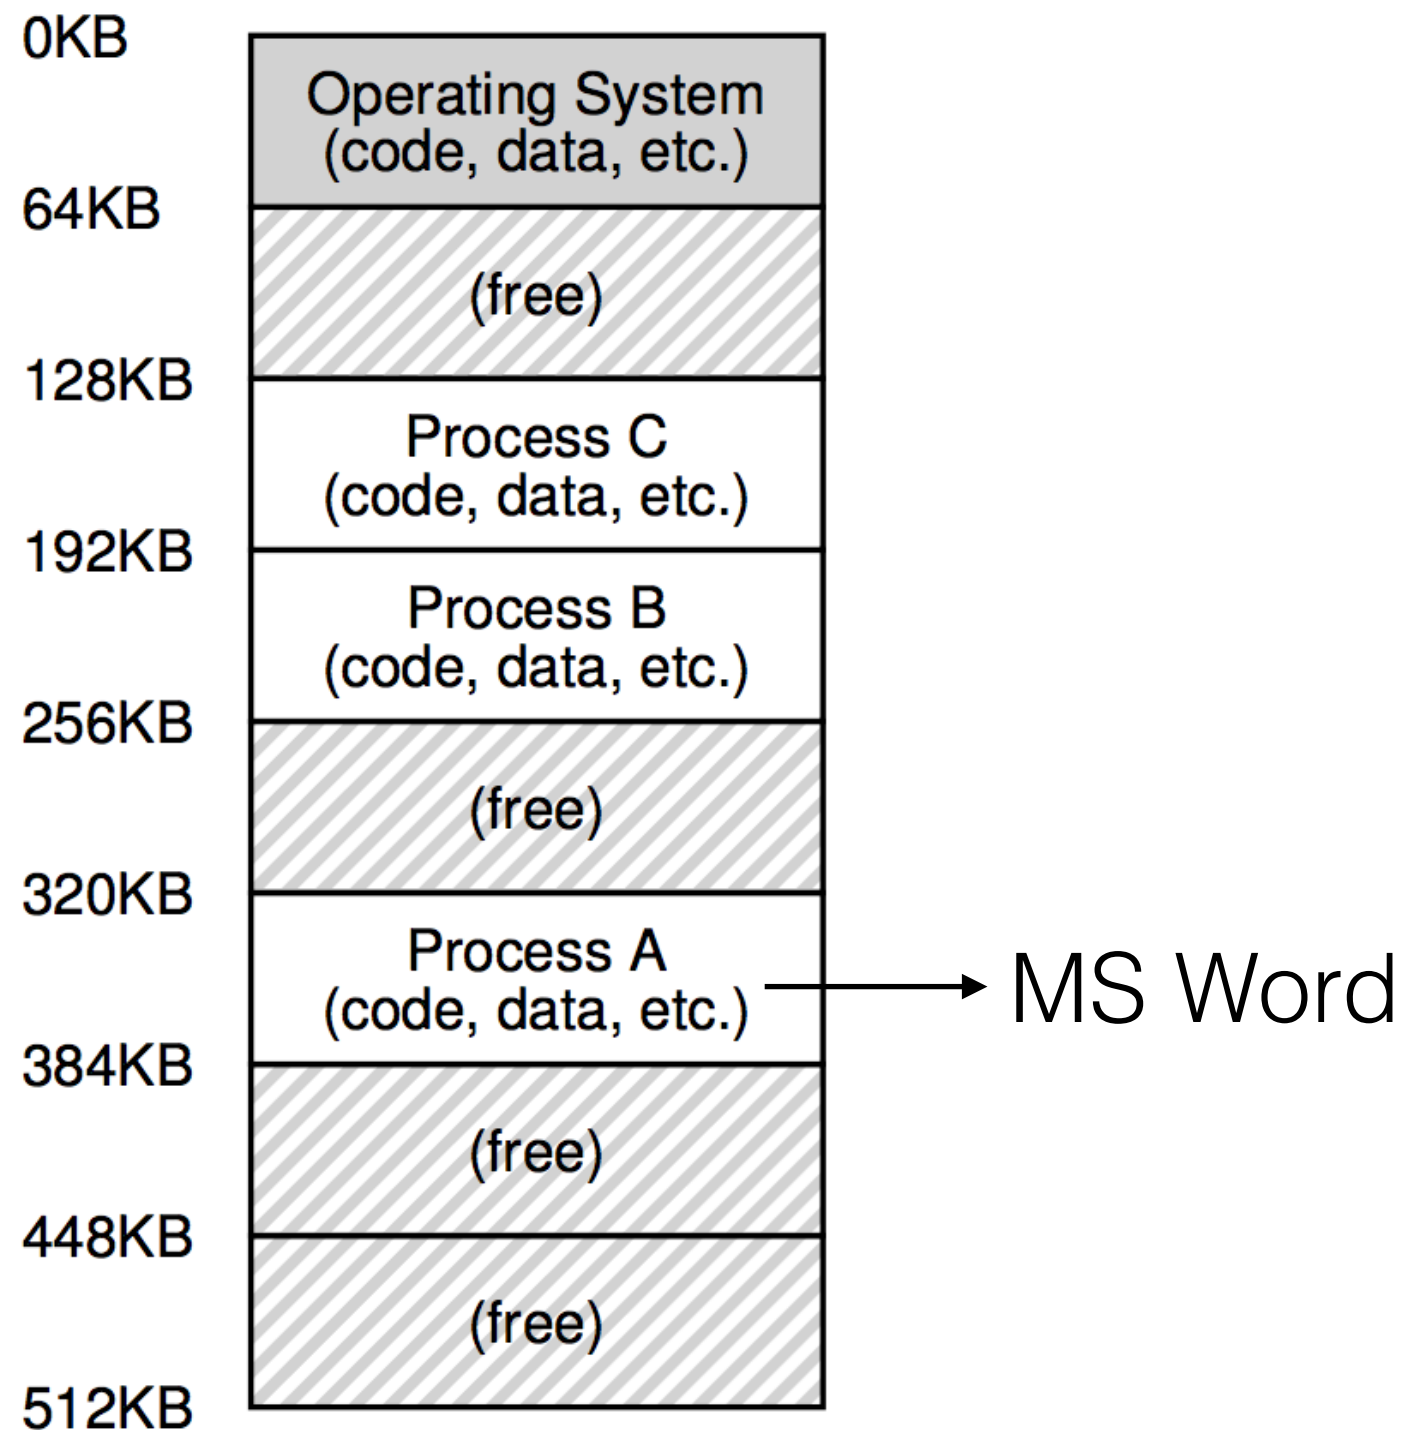 0KB
Operating System
(code, data, etc.)
64KB
(free)
128KB
Process C
(code, data, etc.)
192KB
Process B
(code, data, etc.)
256KB
(free)
320KB
Process A
(code, data, etc.)
MS Word
384KB
(free)
448KB
(free)
512KB